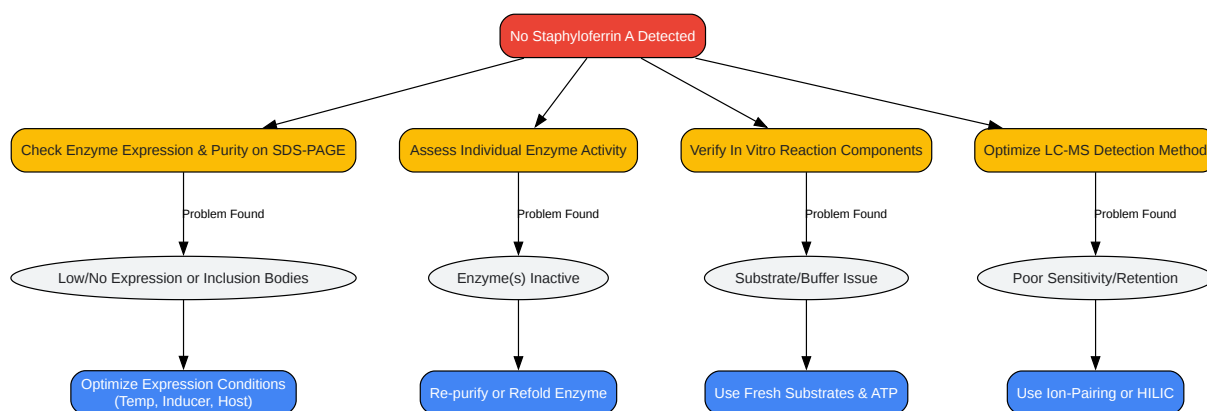 No Staphyloferrin A Detected
Check Enzyme Expression & Purity on SDS-PAGE
Assess Individual Enzyme Activity
Verify In Vitro Reaction Components
Optimize LC-MS Detection Method
Problem Found
Problem Found
Problem Found
Problem Found
Low/No Expression or Inclusion Bodies
Enzyme(s) Inactive
Substrate/Buffer Issue
Poor Sensitivity/Retention
Optimize Expression Conditions
(Temp, Inducer, Host)
Re-purify or Refold Enzyme
Use Fresh Substrates & ATP
Use Ion-Pairing or HILIC